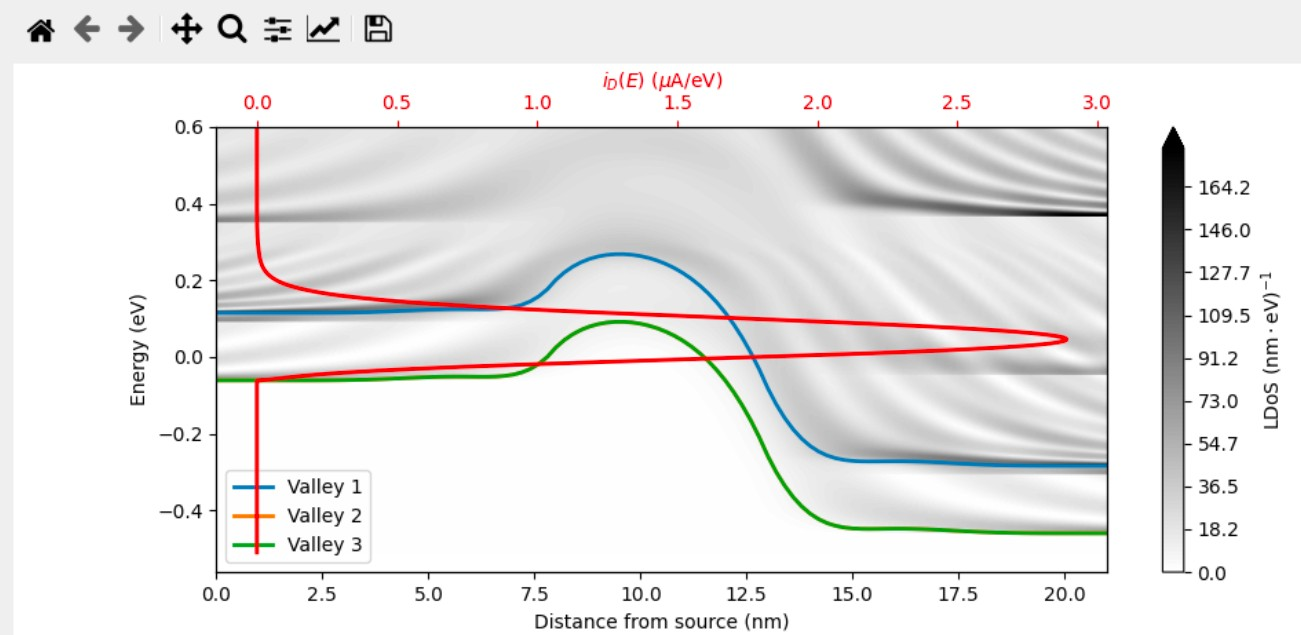 i_D(E) (μA/eV)
0.0 0.5 1.0 1.5 2.0 2.5 3.0
0.6
0.4
0.2
0.0
−0.2
−0.4
Energy (eV)
Valley 1
Valley 2
Valley 3
0.0 2.5 5.0 7.5 10.0 12.5 15.0 17.5 20.0
Distance from source (nm)
164.2
146.0
127.7
109.5
91.2
73.0
54.7
36.5
18.2
0.0
LDoS (nm · eV)⁻¹